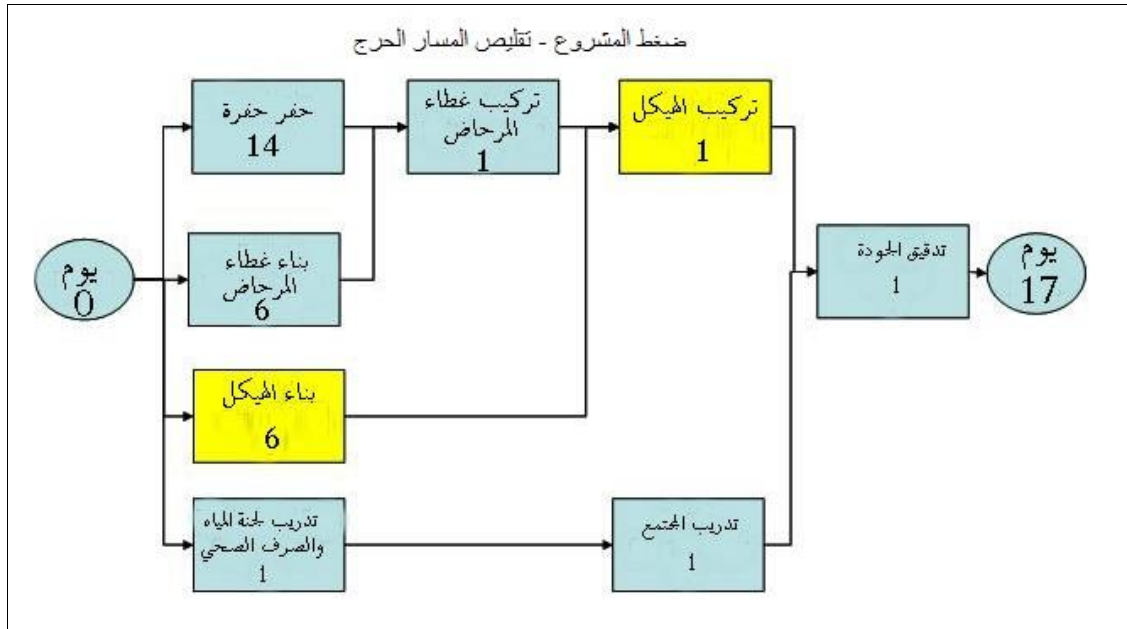 ضغط المشروع - تقليص المسار الحرج
حفر حفرة
14
تركيب غطاء
المرحاض
1
تركيب الهيكل
1
يوم
0
بناء غطاء
المرحاض
6
تدقيق الجودة
1
يوم
17
بناء الهيكل
6
تدريب لجنة المياه
والصرف الصحي
1
تدريب المجتمع
1